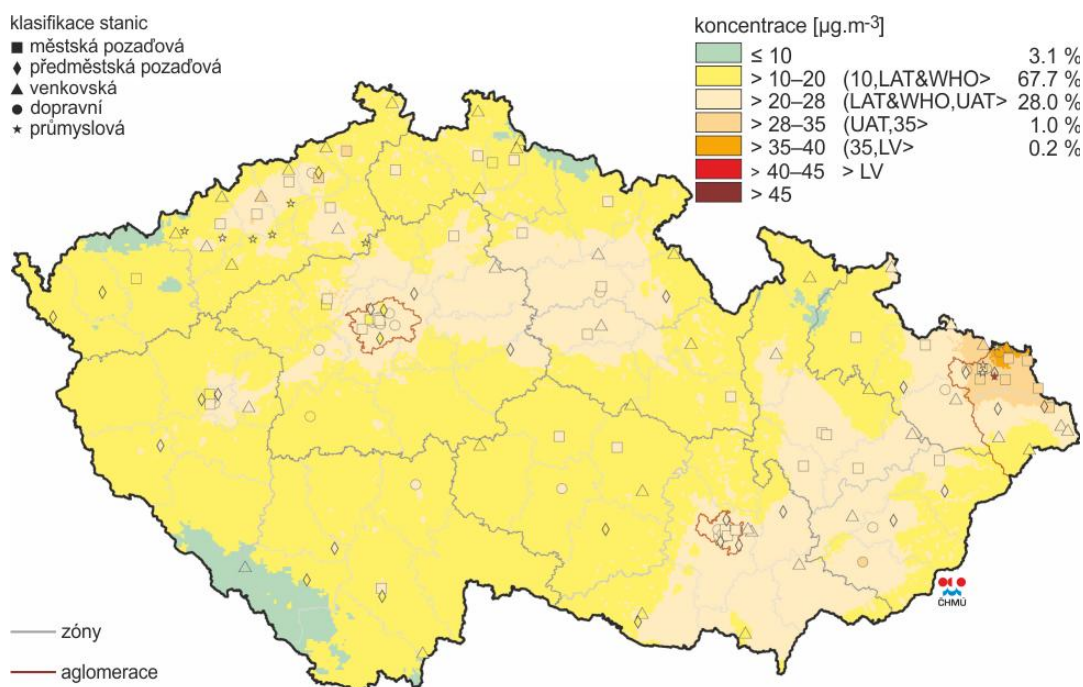 klasifikace stanic
městská pozaďová
předměstská pozaďová
venkovská
dopravní
průmyslová
koncentrace [µg.m-3]
≤ 10 3.1 %
> 10–20 (10,LAT&WHO> 67.7 %
> 20–28 (LAT&WHO,UAT> 28.0 %
> 28–35 (UAT,35> 1.0 %
> 35–40 (35,LV> 0.2 %
> 40–45 > LV
> 45
ČHMÚ
zóny
aglomerace